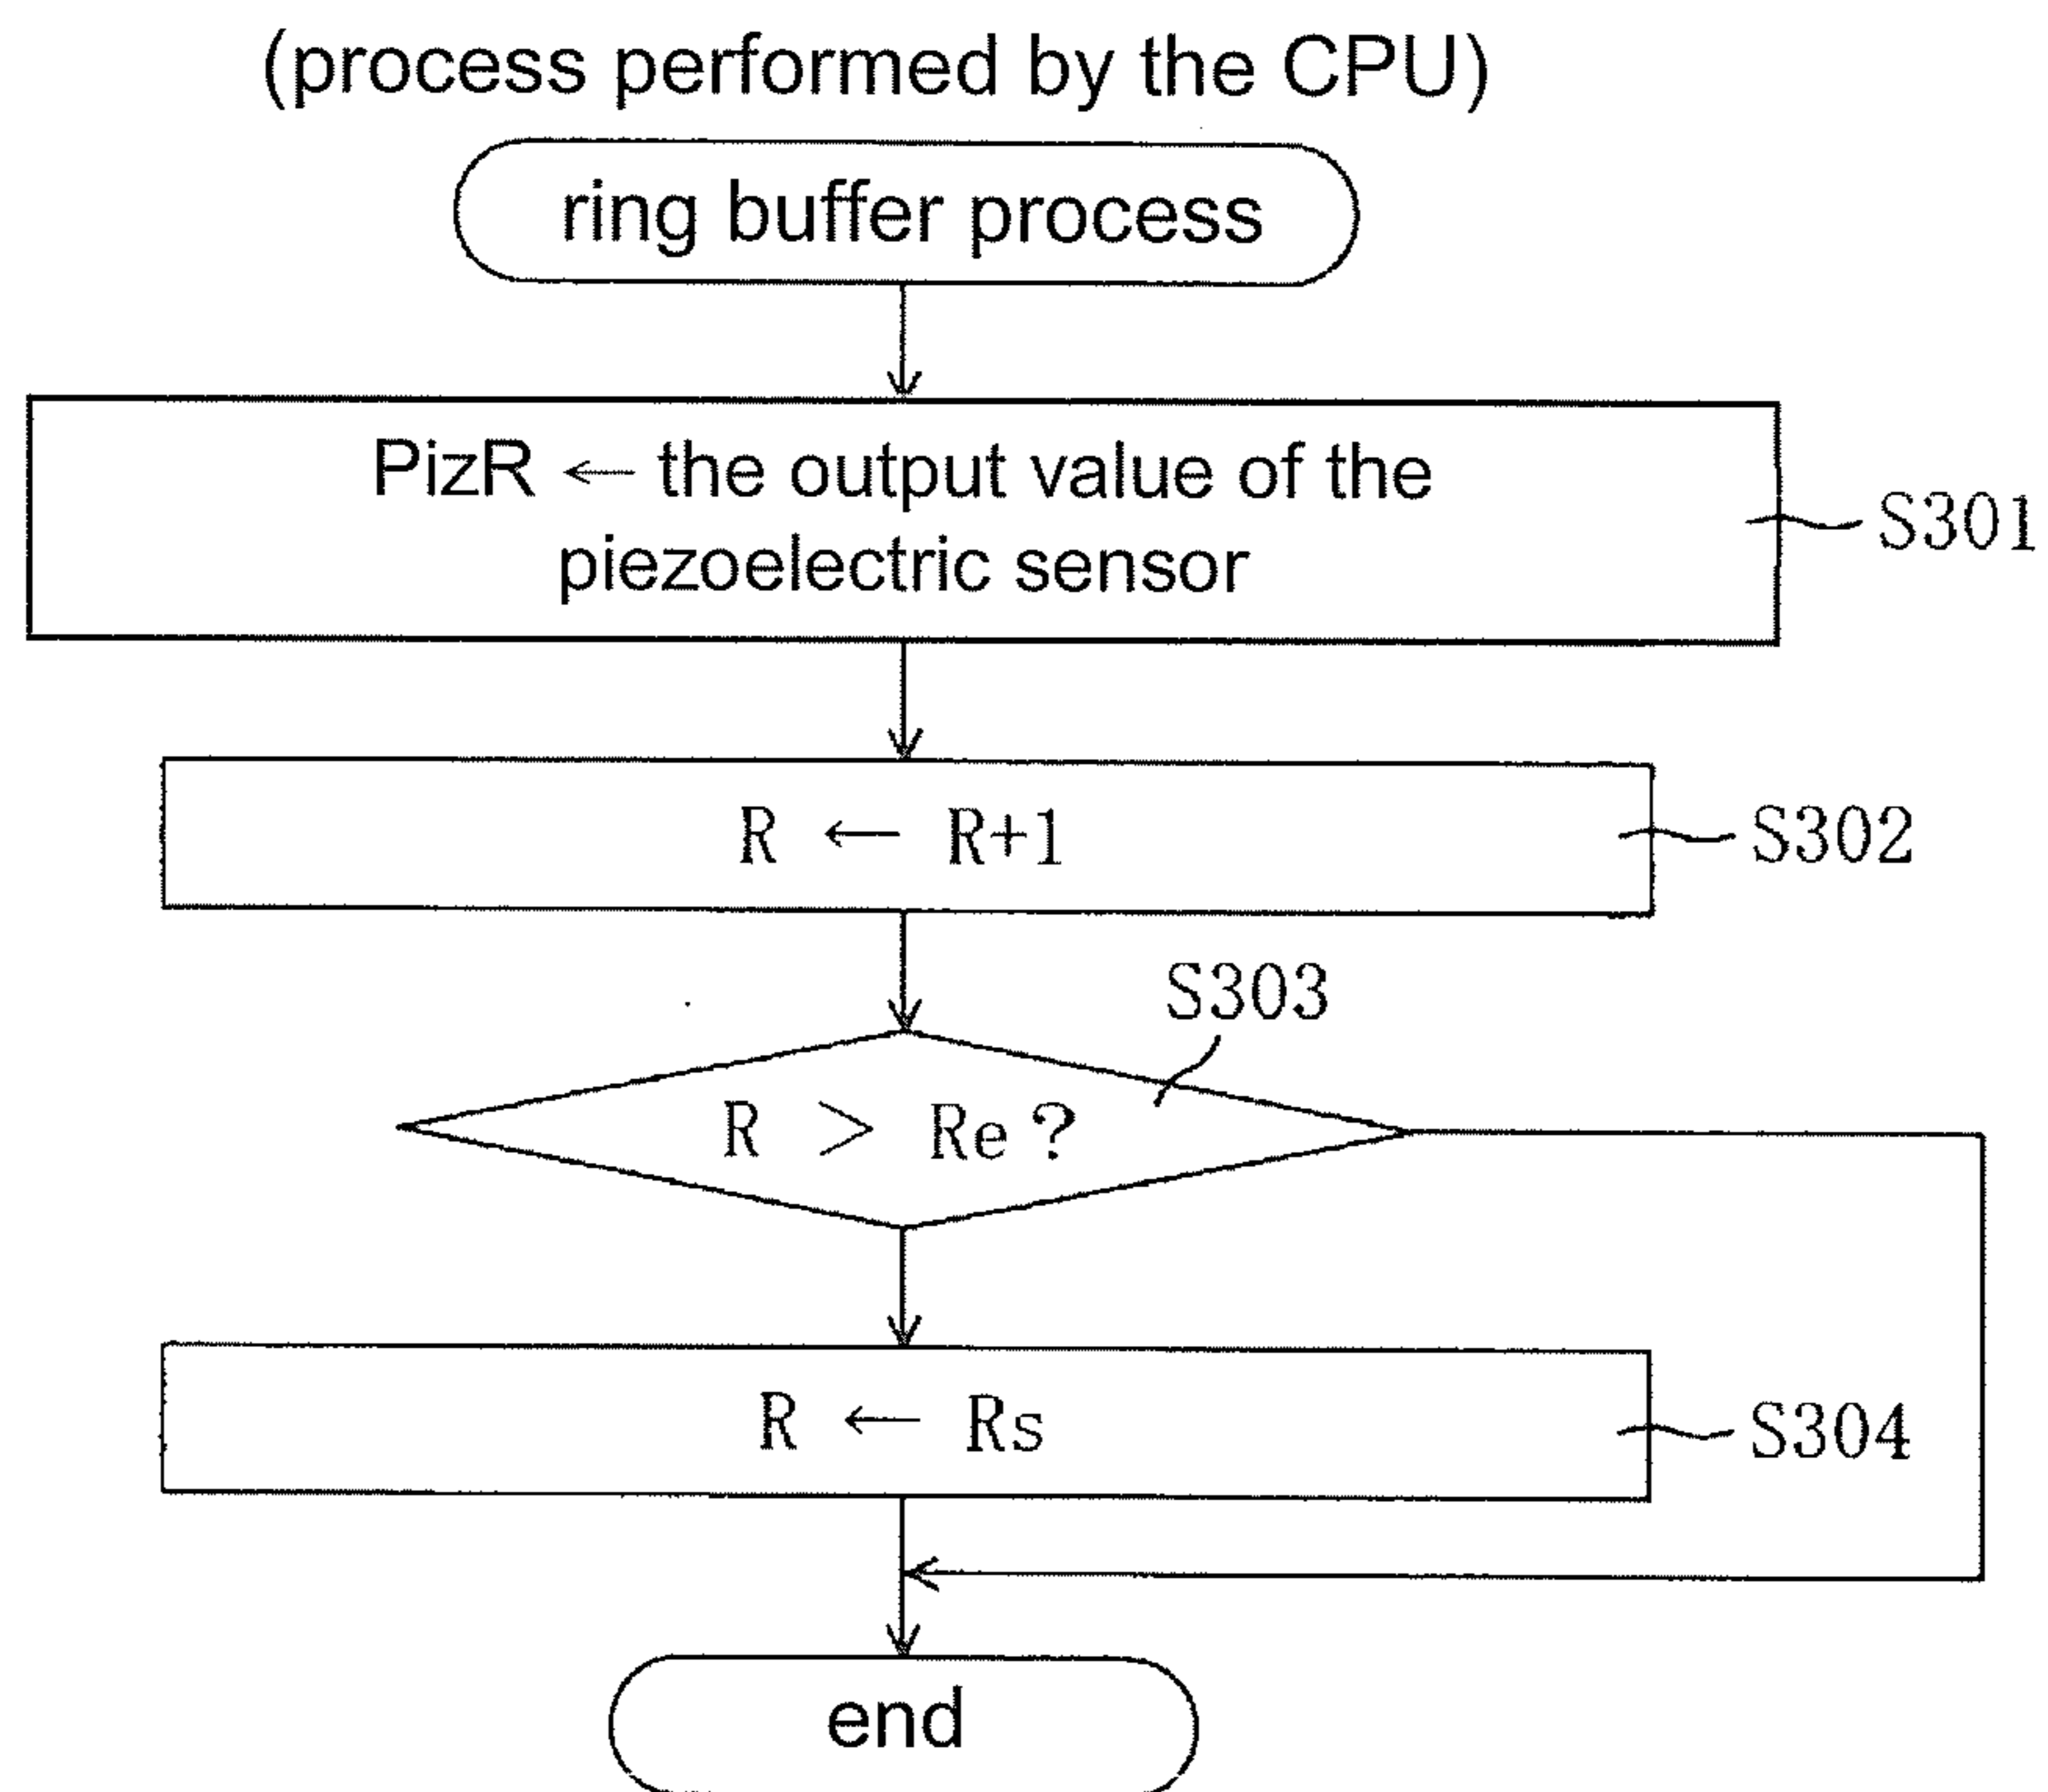 (process performed by the CPU)
ring buffer process
PizR ← the output value of the
piezoelectric sensor
S301
R ← R+1
S302
S303
R > Re?
R ← Rs
S304
end